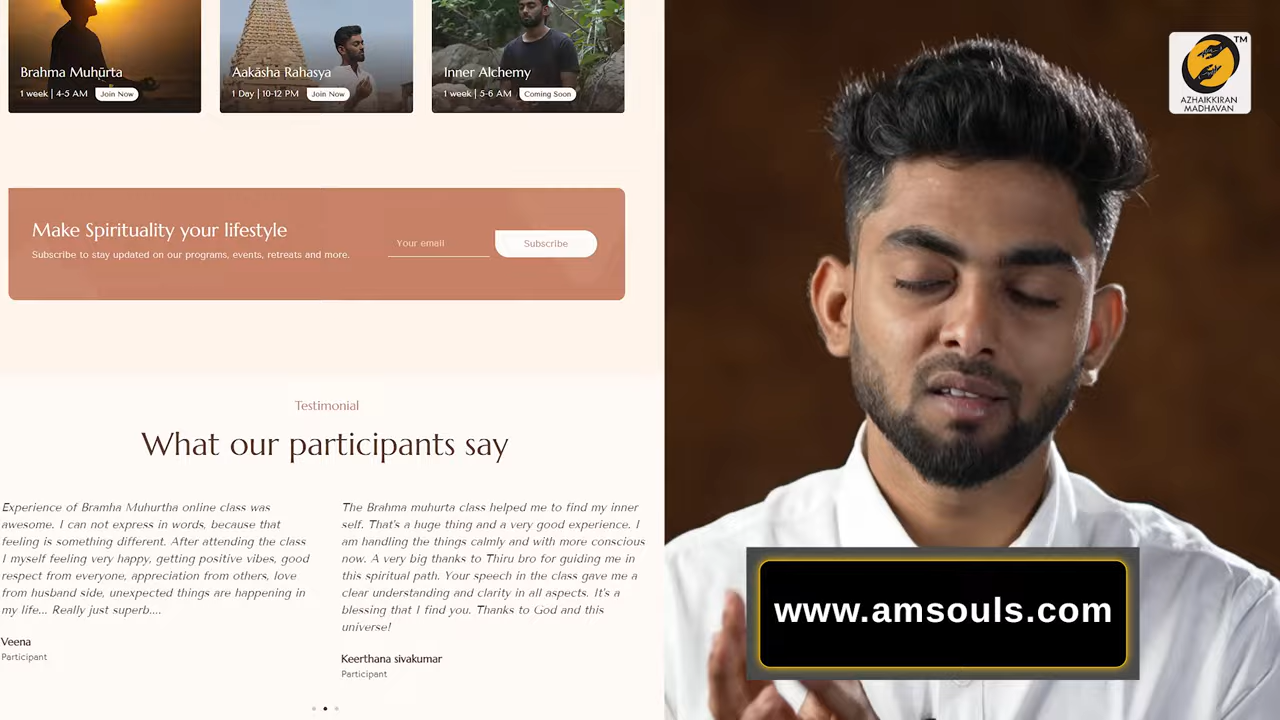 Brahma Muhūrta
1 week | 4-5 AM
Join Now
Aakāsha Rahasya
1 Day | 10-12 PM
Join Now
Inner Alchemy
1 week | 5-6 AM
Coming Soon
Make Spirituality your lifestyle
Subscribe to stay updated on our programs, events, retreats and more.
Your email
Subscribe
Testimonial
What our participants say
Experience of Bramha Muhurtha online class was
awesome. I can not express in words, because that
feeling is something different. After attending the class
I myself feeling very happy, getting positive vibes, good
respect from everyone, appreciation from others, love
from husband side, unexpected things are happening in
my life... Really just superb....
Veena
Participant
The Brahma muhurta class helped me to find my inner
self. That's a huge thing and a very good experience. I
am handling the things calmly and with more conscious
now. A very big thanks to Thiru bro for guiding me in
this spiritual path. Your speech in the class gave me a
clear understanding and clarity in all aspects. It's a
blessing that I find you. Thanks to God and this
universe!
Keerthana sivakumar
Participant
TM
AZHAIKKIRAN
MADHAVAN
www.amsouls.com